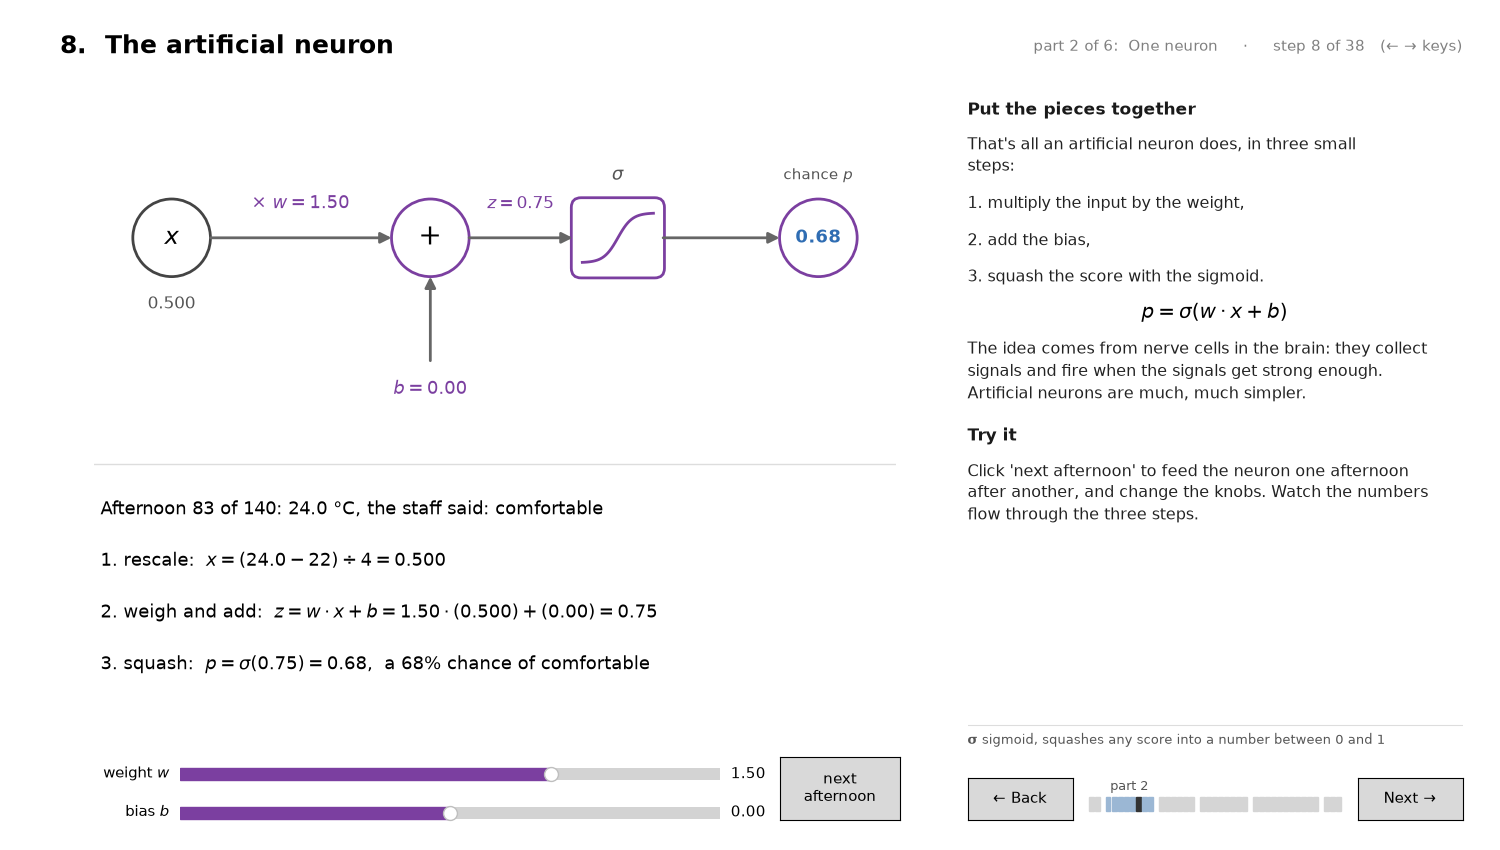 8.  The artificial neuron
part 2 of 6:  One neuron   ·   step 8 of 38   (← → keys)
σ
chance p
× w = 1.50
z = 0.75
x
+
0.68
0.500
b = 0.00
Afternoon 83 of 140: 24.0 °C, the staff said: comfortable
1. rescale:  x = (24.0 − 22) ÷ 4 = 0.500
2. weigh and add:  z = w · x + b = 1.50 · (0.500) + (0.00) = 0.75
3. squash:  p = σ(0.75) = 0.68,  a 68% chance of comfortable
weight w
1.50
bias b
0.00
next
afternoon
Put the pieces together
That's all an artificial neuron does, in three small
steps:
1. multiply the input by the weight,
2. add the bias,
3. squash the score with the sigmoid.
p = σ(w · x + b)
The idea comes from nerve cells in the brain: they collect
signals and fire when the signals get strong enough.
Artificial neurons are much, much simpler.
Try it
Click 'next afternoon' to feed the neuron one afternoon
after another, and change the knobs. Watch the numbers
flow through the three steps.
σ sigmoid, squashes any score into a number between 0 and 1
← Back
part 2
Next →